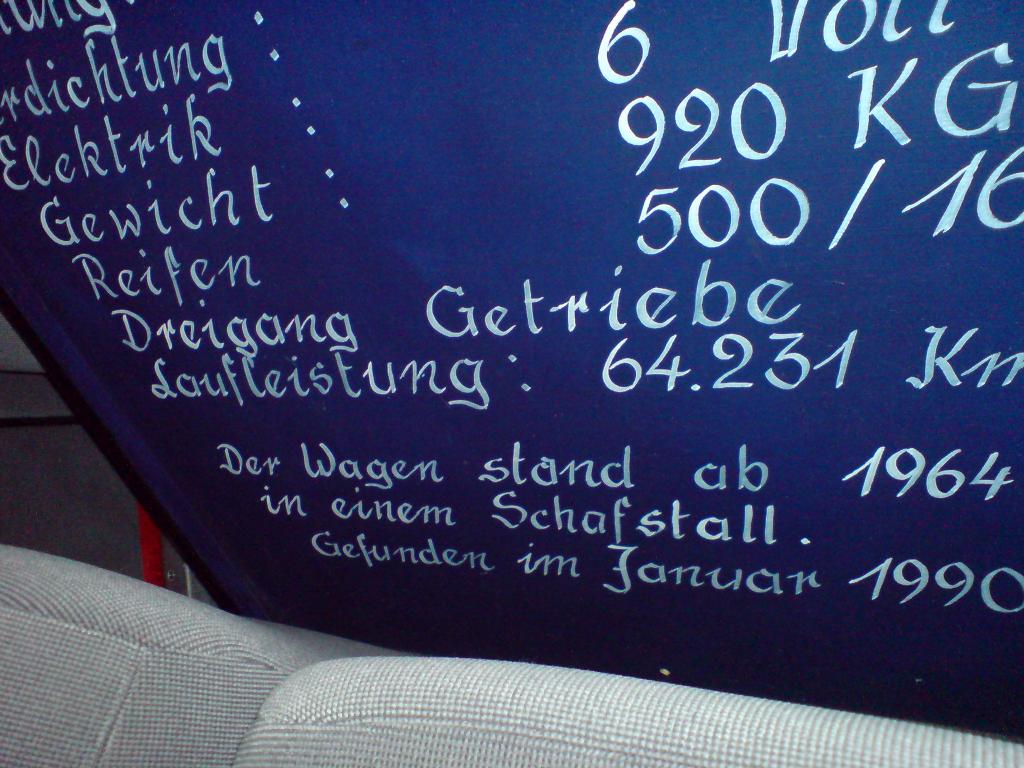 rdichtung :
Elektrik : 6 Volt
Gewicht : 920 KG
Reifen : 500/16
Dreigang Getriebe
Laufleistung: 64.231 Km
Der Wagen stand ab 1964
in einem Schafstall.
Gefunden im Januar 1990